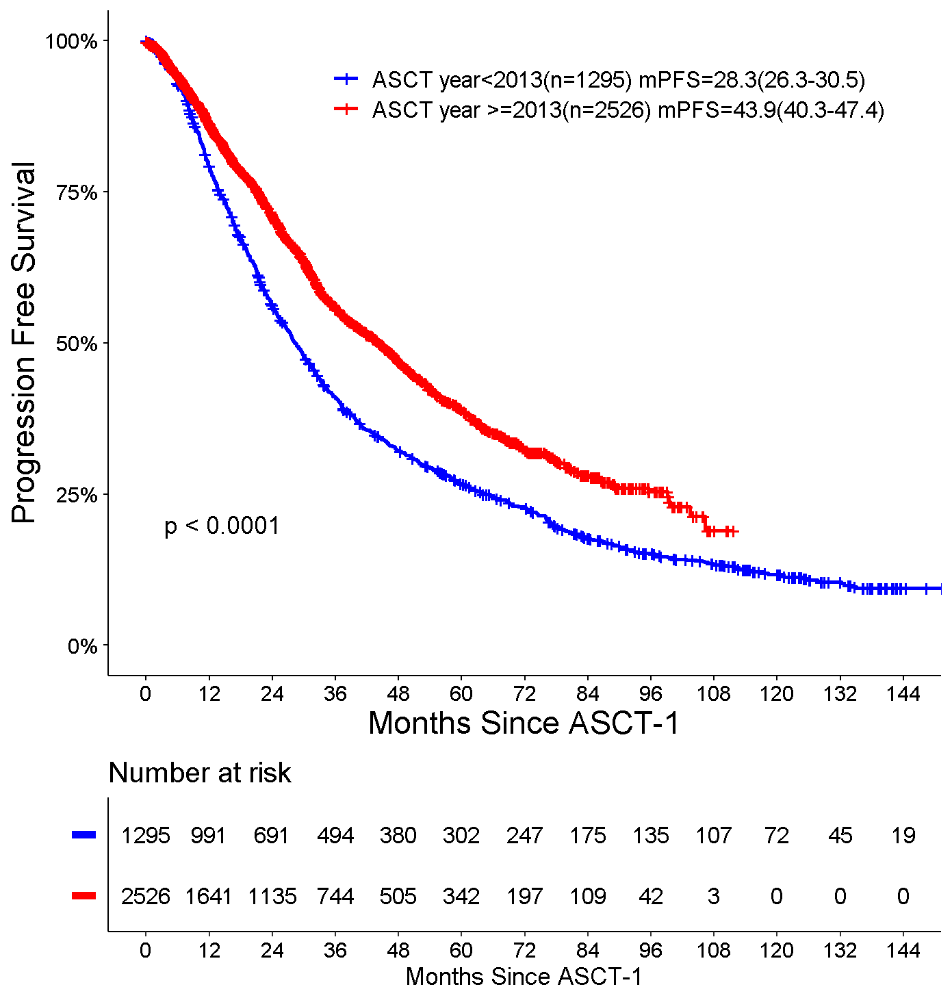 100%
75%
50%
25%
0%
Progression Free Survival
ASCT year<2013(n=1295) mPFS=28.3(26.3-30.5)
ASCT year >=2013(n=2526) mPFS=43.9(40.3-47.4)
p < 0.0001
0 12 24 36 48 60 72 84 96 108 120 132 144
Months Since ASCT-1
Number at risk
1295 991 691 494 380 302 247 175 135 107 72 45 19
2526 1641 1135 744 505 342 197 109 42 3 0 0 0
0 12 24 36 48 60 72 84 96 108 120 132 144
Months Since ASCT-1